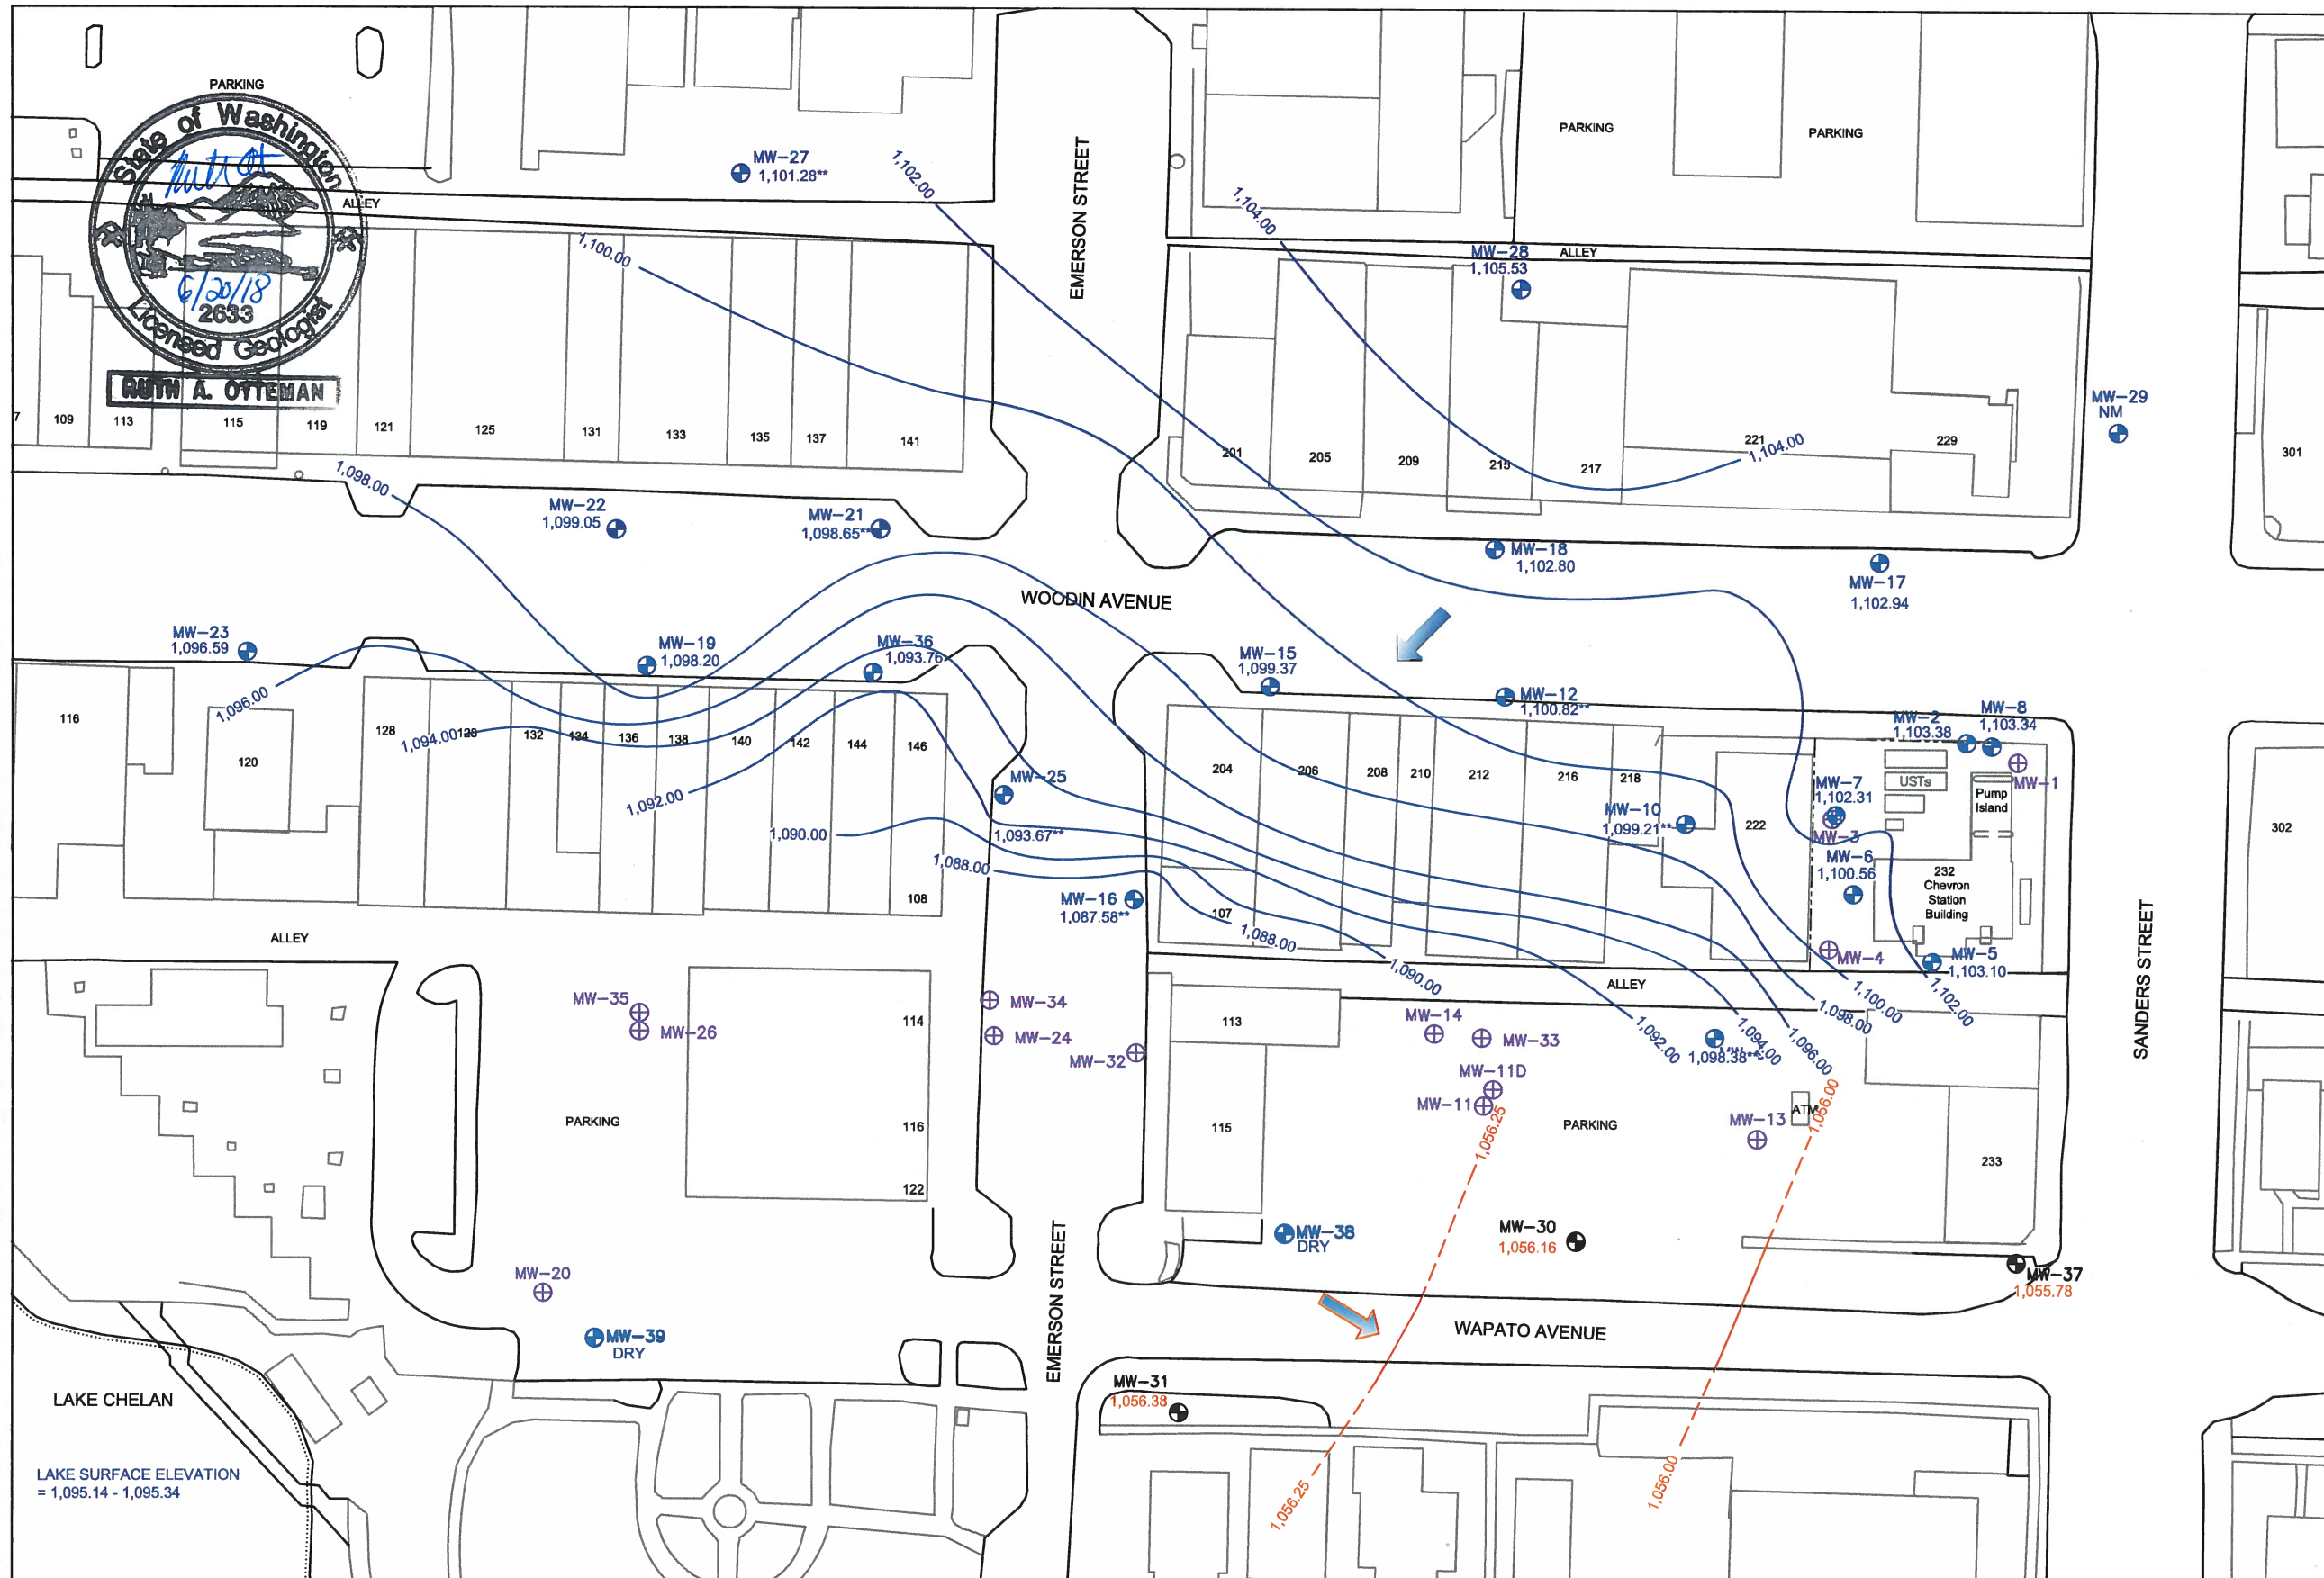 PARKING
State of Washington
6/20/18
2633
Licensed Geologist
RUTH A. OTTEMAN
ALLEY
MW-27
1,101.28**
1,102.00
EMERSON STREET
1,104.00
PARKING
PARKING
1,100.00
MW-28
1,105.53
ALLEY
MW-29
NM
7
109
113
115
119
121
125
131
133
135
137
141
201
205
209
215
217
221
1,104.00
229
301
1,098.00
MW-22
1,099.05
MW-21
1,098.65**
MW-18
1,102.80
MW-17
1,102.94
WOODIN AVENUE
MW-23
1,096.59
MW-19
1,098.20
MW-36
1,093.76
MW-15
1,099.37
MW-12
1,100.82**
MW-2
1,103.38
MW-8
1,103.34
MW-1
116
120
1,096.00
128
1,094.00
128
132
134
136
138
140
142
144
146
1,092.00
1,090.00
108
MW-25
1,093.67**
1,088.00
MW-16
1,087.58**
204
206
208
210
212
216
218
222
MW-10
1,099.21**
MW-7
1,102.31
MW-3
MW-6
1,100.56
USTs
Pump
Island
232
Chevron
Station
Building
302
107
1,088.00
1,090.00
MW-4
MW-5
1,103.10
SANDERS STREET
ALLEY
ALLEY
1,092.00
1,098.38**
1,094.00
1,096.00
1,098.00
1,100.00
1,102.00
MW-35
MW-26
114
MW-34
MW-24
MW-32
113
MW-14
MW-33
MW-11D
MW-11
1,056.25
PARKING
116
115
PARKING
MW-13
ATM
1,056.00
233
122
MW-38
DRY
MW-30
1,056.16
MW-37
1,055.78
MW-20
MW-39
DRY
EMERSON STREET
WAPATO AVENUE
MW-31
1,056.38
1,056.25
1,056.00
LAKE CHELAN
LAKE SURFACE ELEVATION
= 1,095.14 - 1,095.34